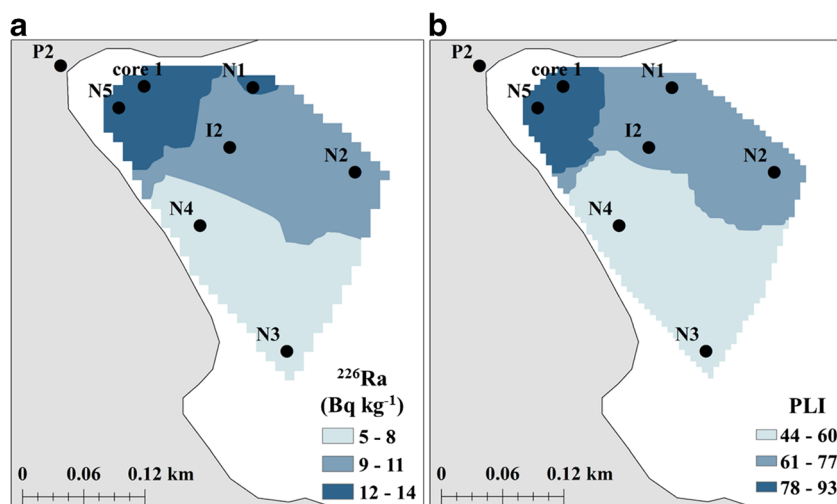 a
P2
core 1
N1
N5
I2
N2
N4
N3
²²⁶Ra
(Bq kg⁻¹)
5 - 8
9 - 11
12 - 14
0 0.06 0.12 km
b
P2
core 1
N1
N5
I2
N2
N4
N3
PLI
44 - 60
61 - 77
78 - 93
0 0.06 0.12 km